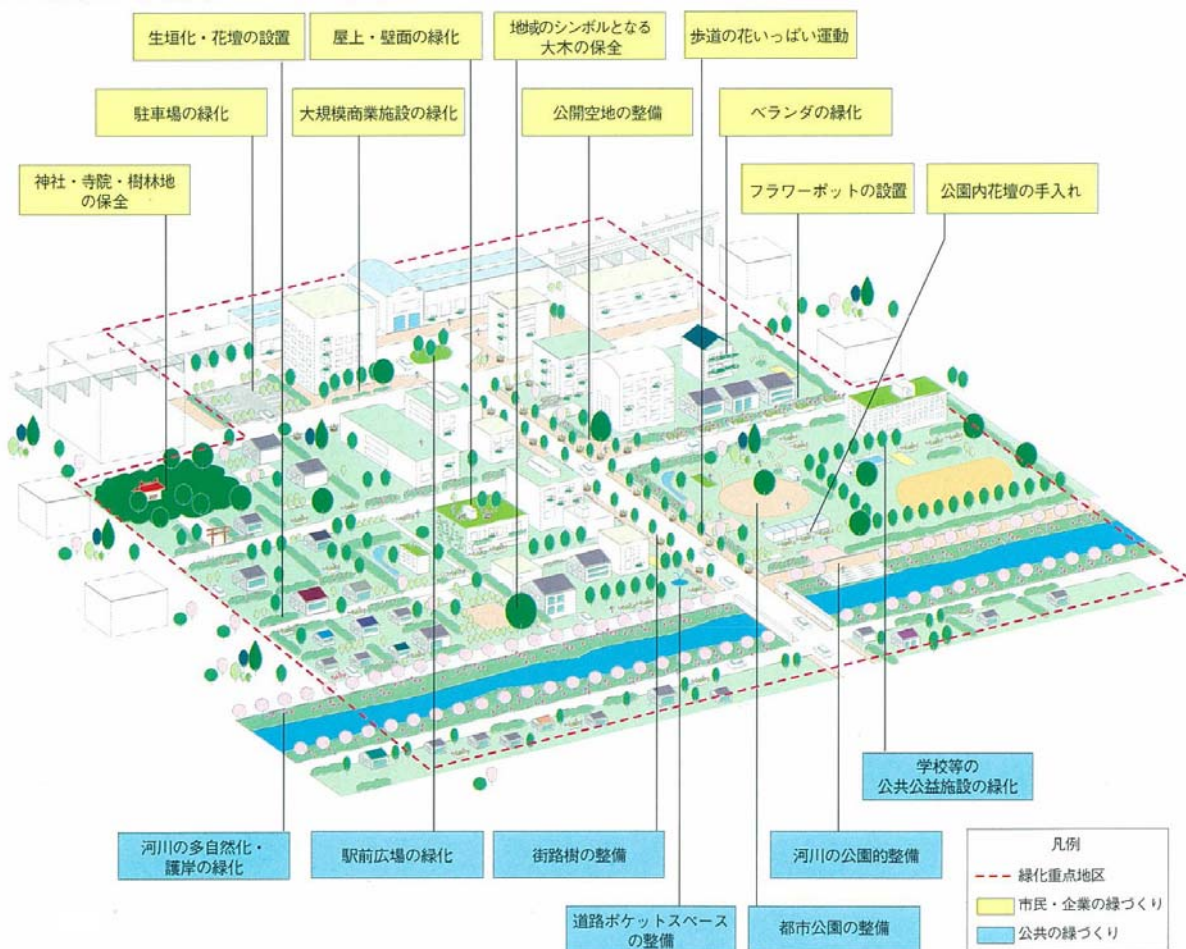 生垣化・花壇の設置
屋上・壁面の緑化
地域のシンボルとなる
大木の保全
歩道の花いっぱい運動
駐車場の緑化
大規模商業施設の緑化
公開空地の整備
ベランダの緑化
神社・寺院・樹林地
の保全
フラワーポットの設置
公園内花壇の手入れ
学校等の
公共公益施設の緑化
河川の多自然化・
護岸の緑化
駅前広場の緑化
街路樹の整備
河川の公園的整備
道路ポケットスペース
の整備
都市公園の整備
凡例
緑化重点地区
市民・企業の緑づくり
公共の緑づくり